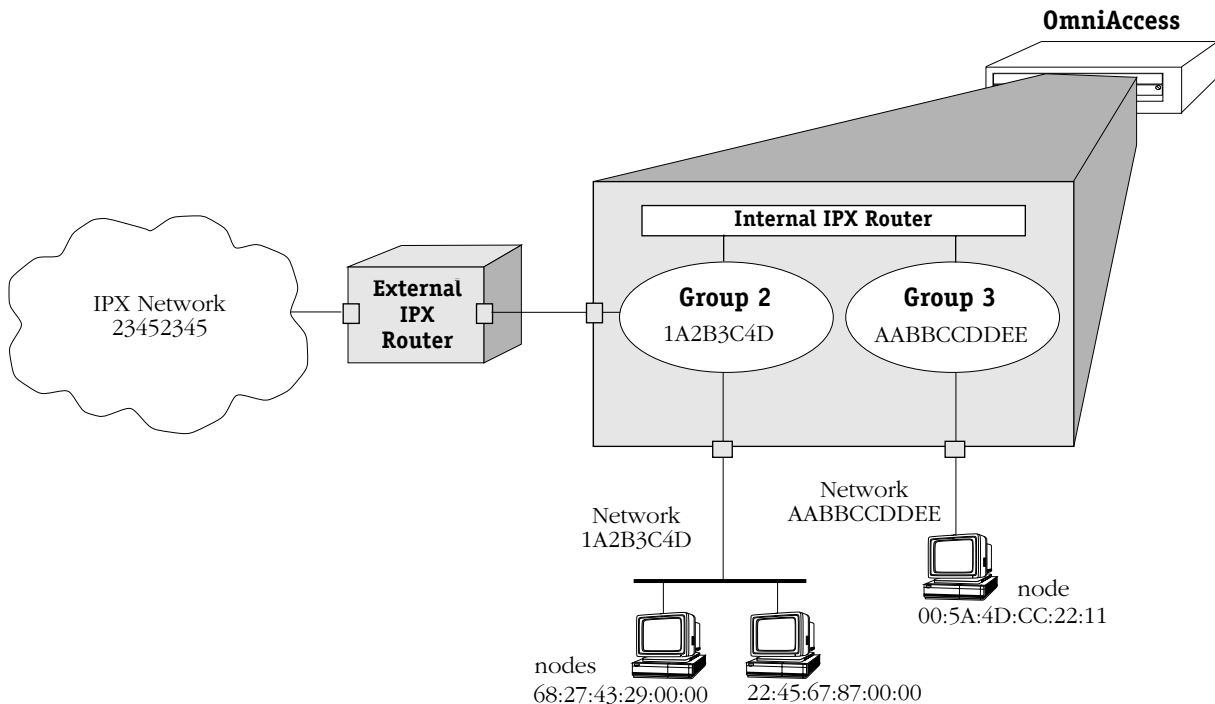 OmniAccess
Internal IPX Router
IPX Network
23452345
External
IPX
Router
Group 2
1A2B3C4D
Group 3
AABBCCDDEE
Network
1A2B3C4D
Network
AABBCCDDEE
node
00:5A:4D:CC:22:11
nodes
68:27:43:29:00:00
22:45:67:87:00:00